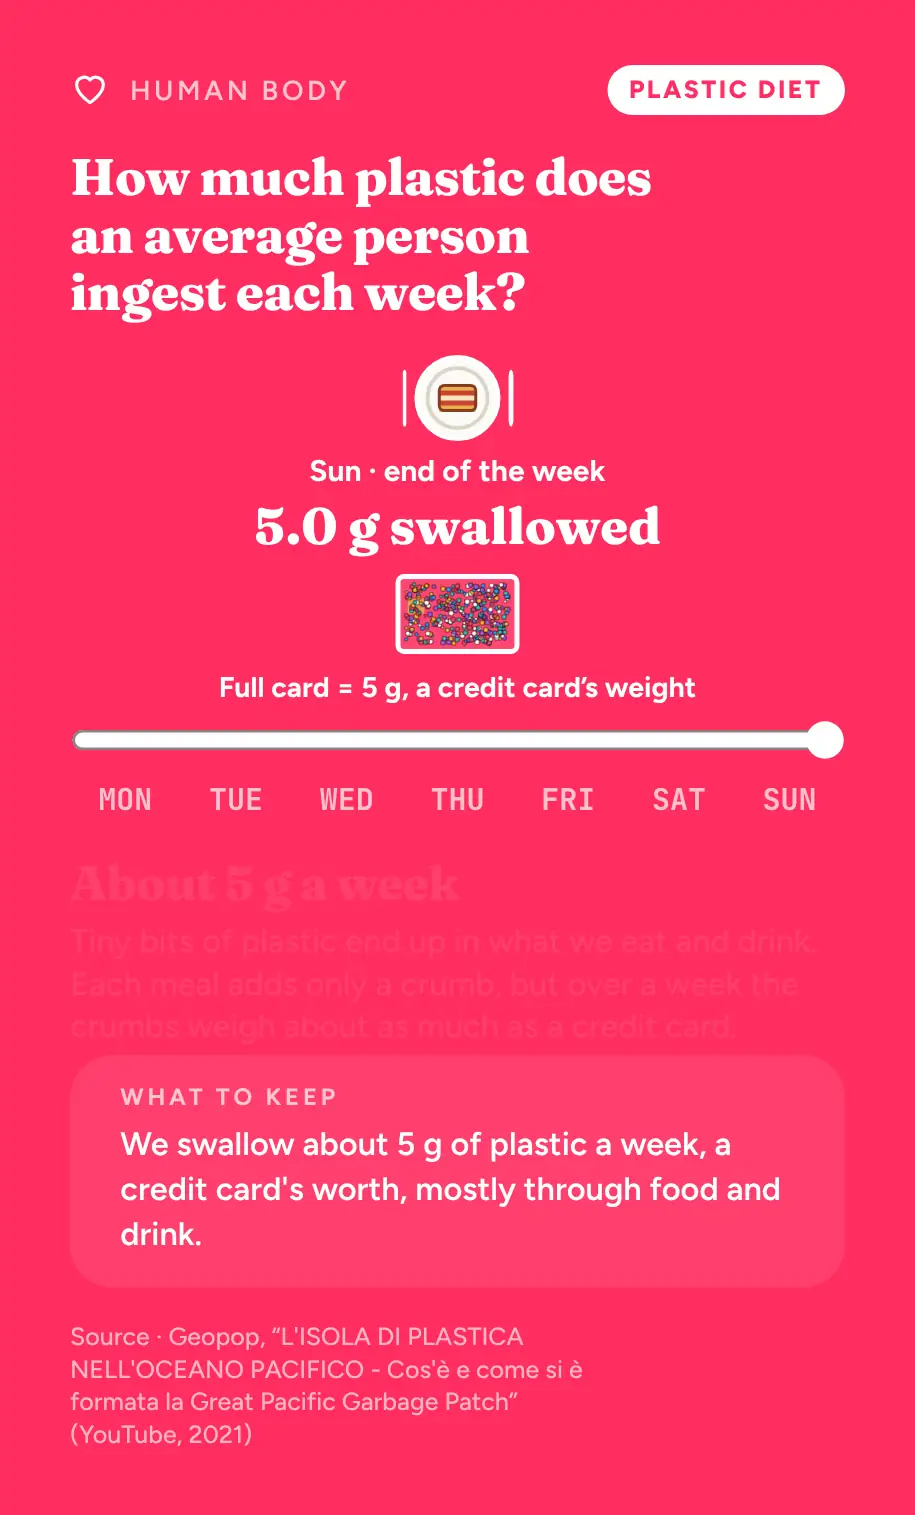 HUMAN BODY
PLASTIC DIET
How much plastic does
an average person
ingest each week?
Sun · end of the week
5.0 g swallowed
Full card = 5 g, a credit card’s weight
MON TUE WED THU FRI SAT SUN
About 5 g a week
Tiny bits of plastic end up in what we eat and drink.
Each meal adds only a crumb, but over a week the
crumbs weigh about as much as a credit card.
WHAT TO KEEP
We swallow about 5 g of plastic a week, a
credit card's worth, mostly through food and
drink.
Source · Geopop, “L'ISOLA DI PLASTICA
NELL'OCEANO PACIFICO - Cos'è e come si è
formata la Great Pacific Garbage Patch”
(YouTube, 2021)